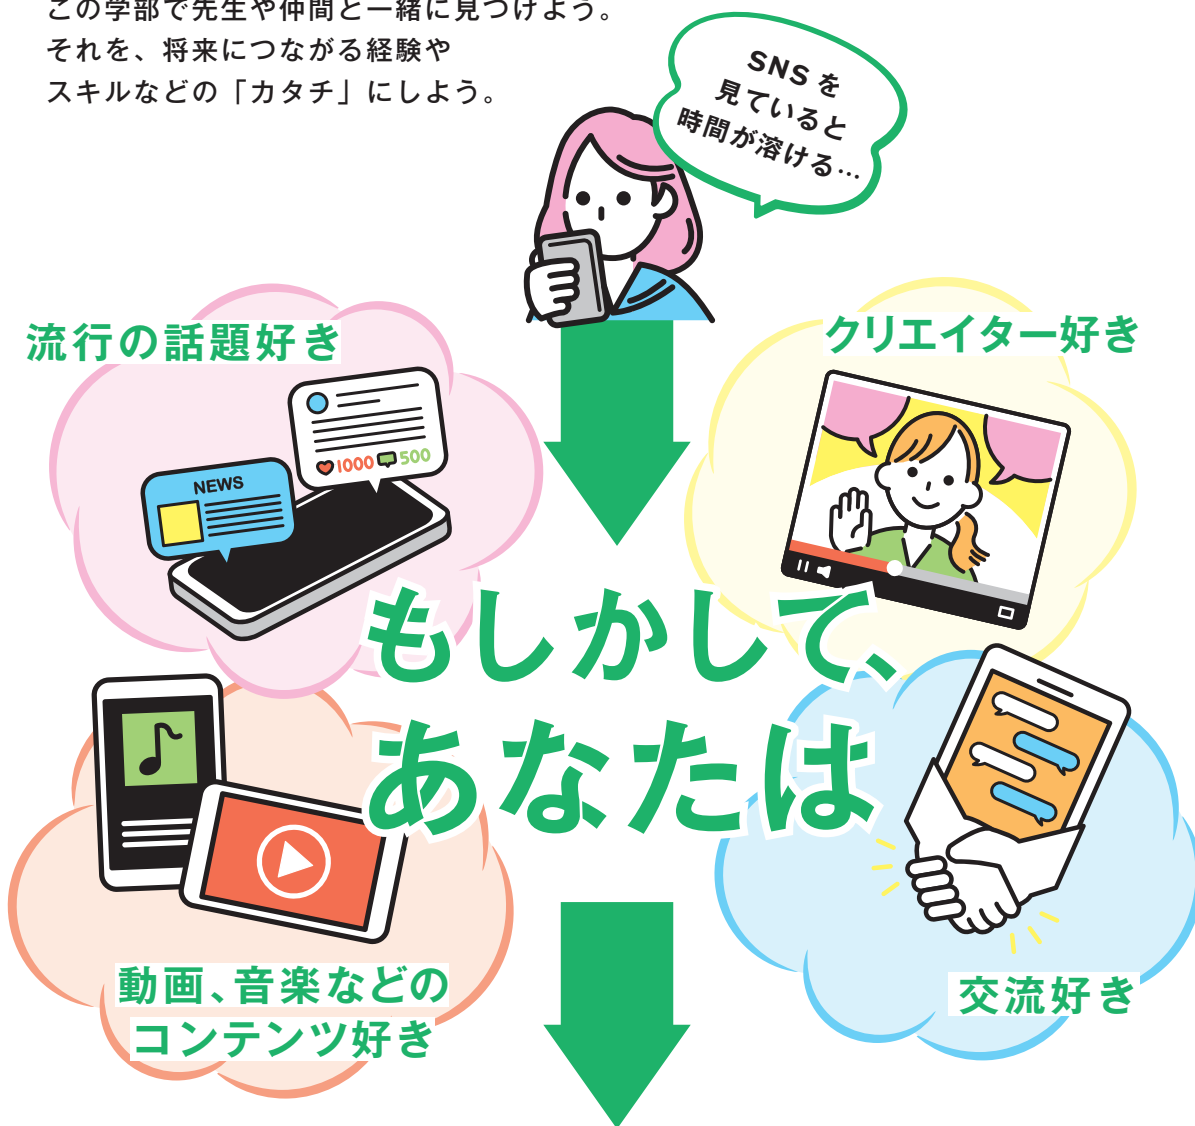 この学部で先生や仲間と一緒に見つけよう。
それを、将来につながる経験や
スキルなどの「カタチ」にしよう。
SNSを
見ていると
時間が溶ける…
流行の話題好き
クリエイター好き
1000 500
NEWS
もしかして、
あなたは
動画、音楽などの
コンテンツ好き
交流好き